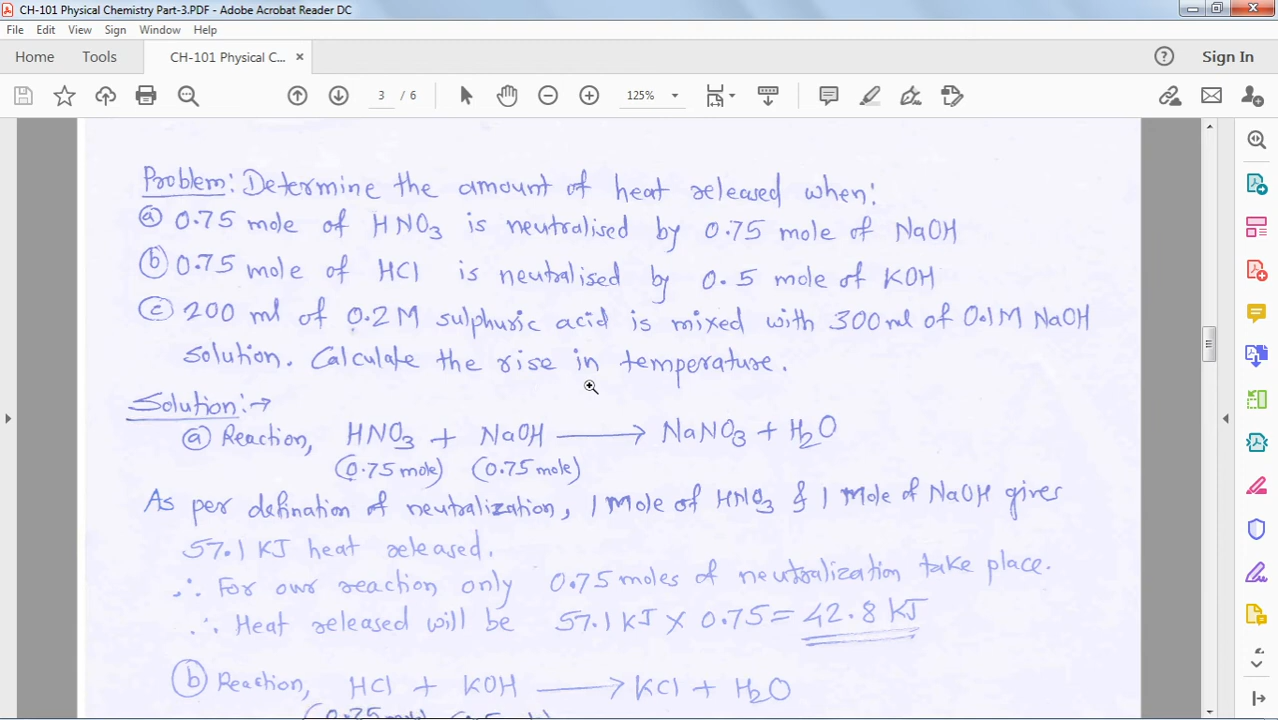 CH-101 Physical Chemistry Part-3.PDF - Adobe Acrobat Reader DC
File Edit View Sign Window Help
Home Tools CH-101 Physical C... × Sign In
3 / 6 125%
Problem: Determine the amount of heat released when:
(a) 0.75 mole of HNO3 is neutralised by 0.75 mole of NaOH
(b) 0.75 mole of HCl is neutralised by 0.5 mole of KOH
(c) 200 ml of 0.2M sulphuric acid is mixed with 300 ml of 0.1M NaOH
solution. Calculate the rise in temperature.
Solution:→
(a) Reaction, HNO3 + NaOH ⟶ NaNO3 + H2O
(0.75 mole) (0.75 mole)
As per defination of neutralization, 1 Mole of HNO3 & 1 Mole of NaOH gives
57.1 KJ heat released.
∴ For our reaction only 0.75 moles of neutralization take place.
∴ Heat released will be 57.1 KJ × 0.75 = 42.8 KJ
(b) Reaction, HCl + KOH ⟶ KCl + H2O